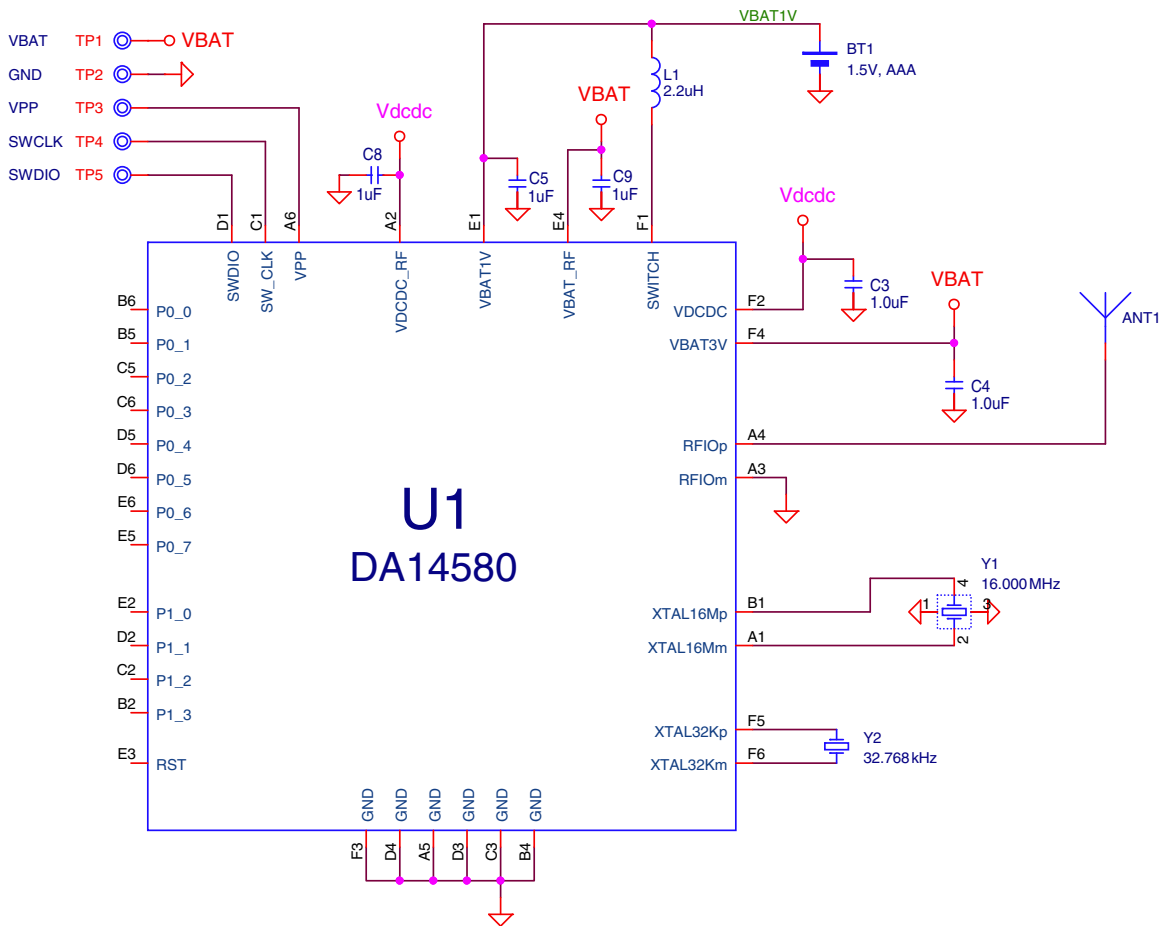 VBAT1V
VBAT TP1 VBAT
GND TP2
VPP TP3
SWCLK TP4
SWDIO TP5
BT1
1.5V, AAA
L1
2.2uH
VBAT
Vdcdc
C8
1uF
C5
1uF
C9
1uF
Vdcdc
C3
1.0uF
VBAT
C4
1.0uF
ANT1
D1 C1 A6 A2 E1 E4 F1
SWDIO SW_CLK VPP VDCDC_RF VBAT1V VBAT_RF SWITCH
B6 P0_0
B5 P0_1
C5 P0_2
C6 P0_3
D5 P0_4
D6 P0_5
E6 P0_6
E5 P0_7
E2 P1_0
D2 P1_1
C2 P1_2
B2 P1_3
E3 RST
U1
DA14580
VDCDC F2
VBAT3V F4
RFIOp A4
RFIOm A3
XTAL16Mp B1
XTAL16Mm A1
XTAL32Kp F5
XTAL32Km F6
Y1
16.000 MHz
4
1 3
2
Y2
32.768 kHz
GND GND GND GND GND GND
F3 D4 A5 D3 C3 B4